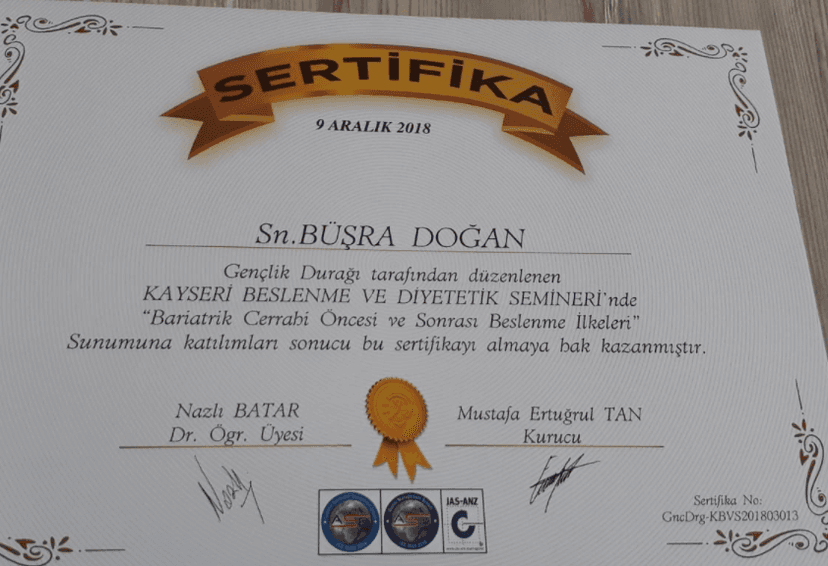 SERTİFİKA
9 ARALIK 2018
Sn.BÜŞRA DOĞAN
Gençlik Durağı tarafından düzenlenen
KAYSERİ BESLENME VE DİYETETİK SEMİNERİ'nde
“Bariatrik Cerrahi Öncesi ve Sonrası Beslenme İlkeleri”
Sunumuna katılımları sonucu bu sertifikayı almaya hak kazanmıştır.
Nazlı BATAR
Dr. Ögr. Üyesi
Mustafa Ertuğrul TAN
Kurucu
JAS-ANZ
Sertifika No:
GncDrg-KBVS201803013